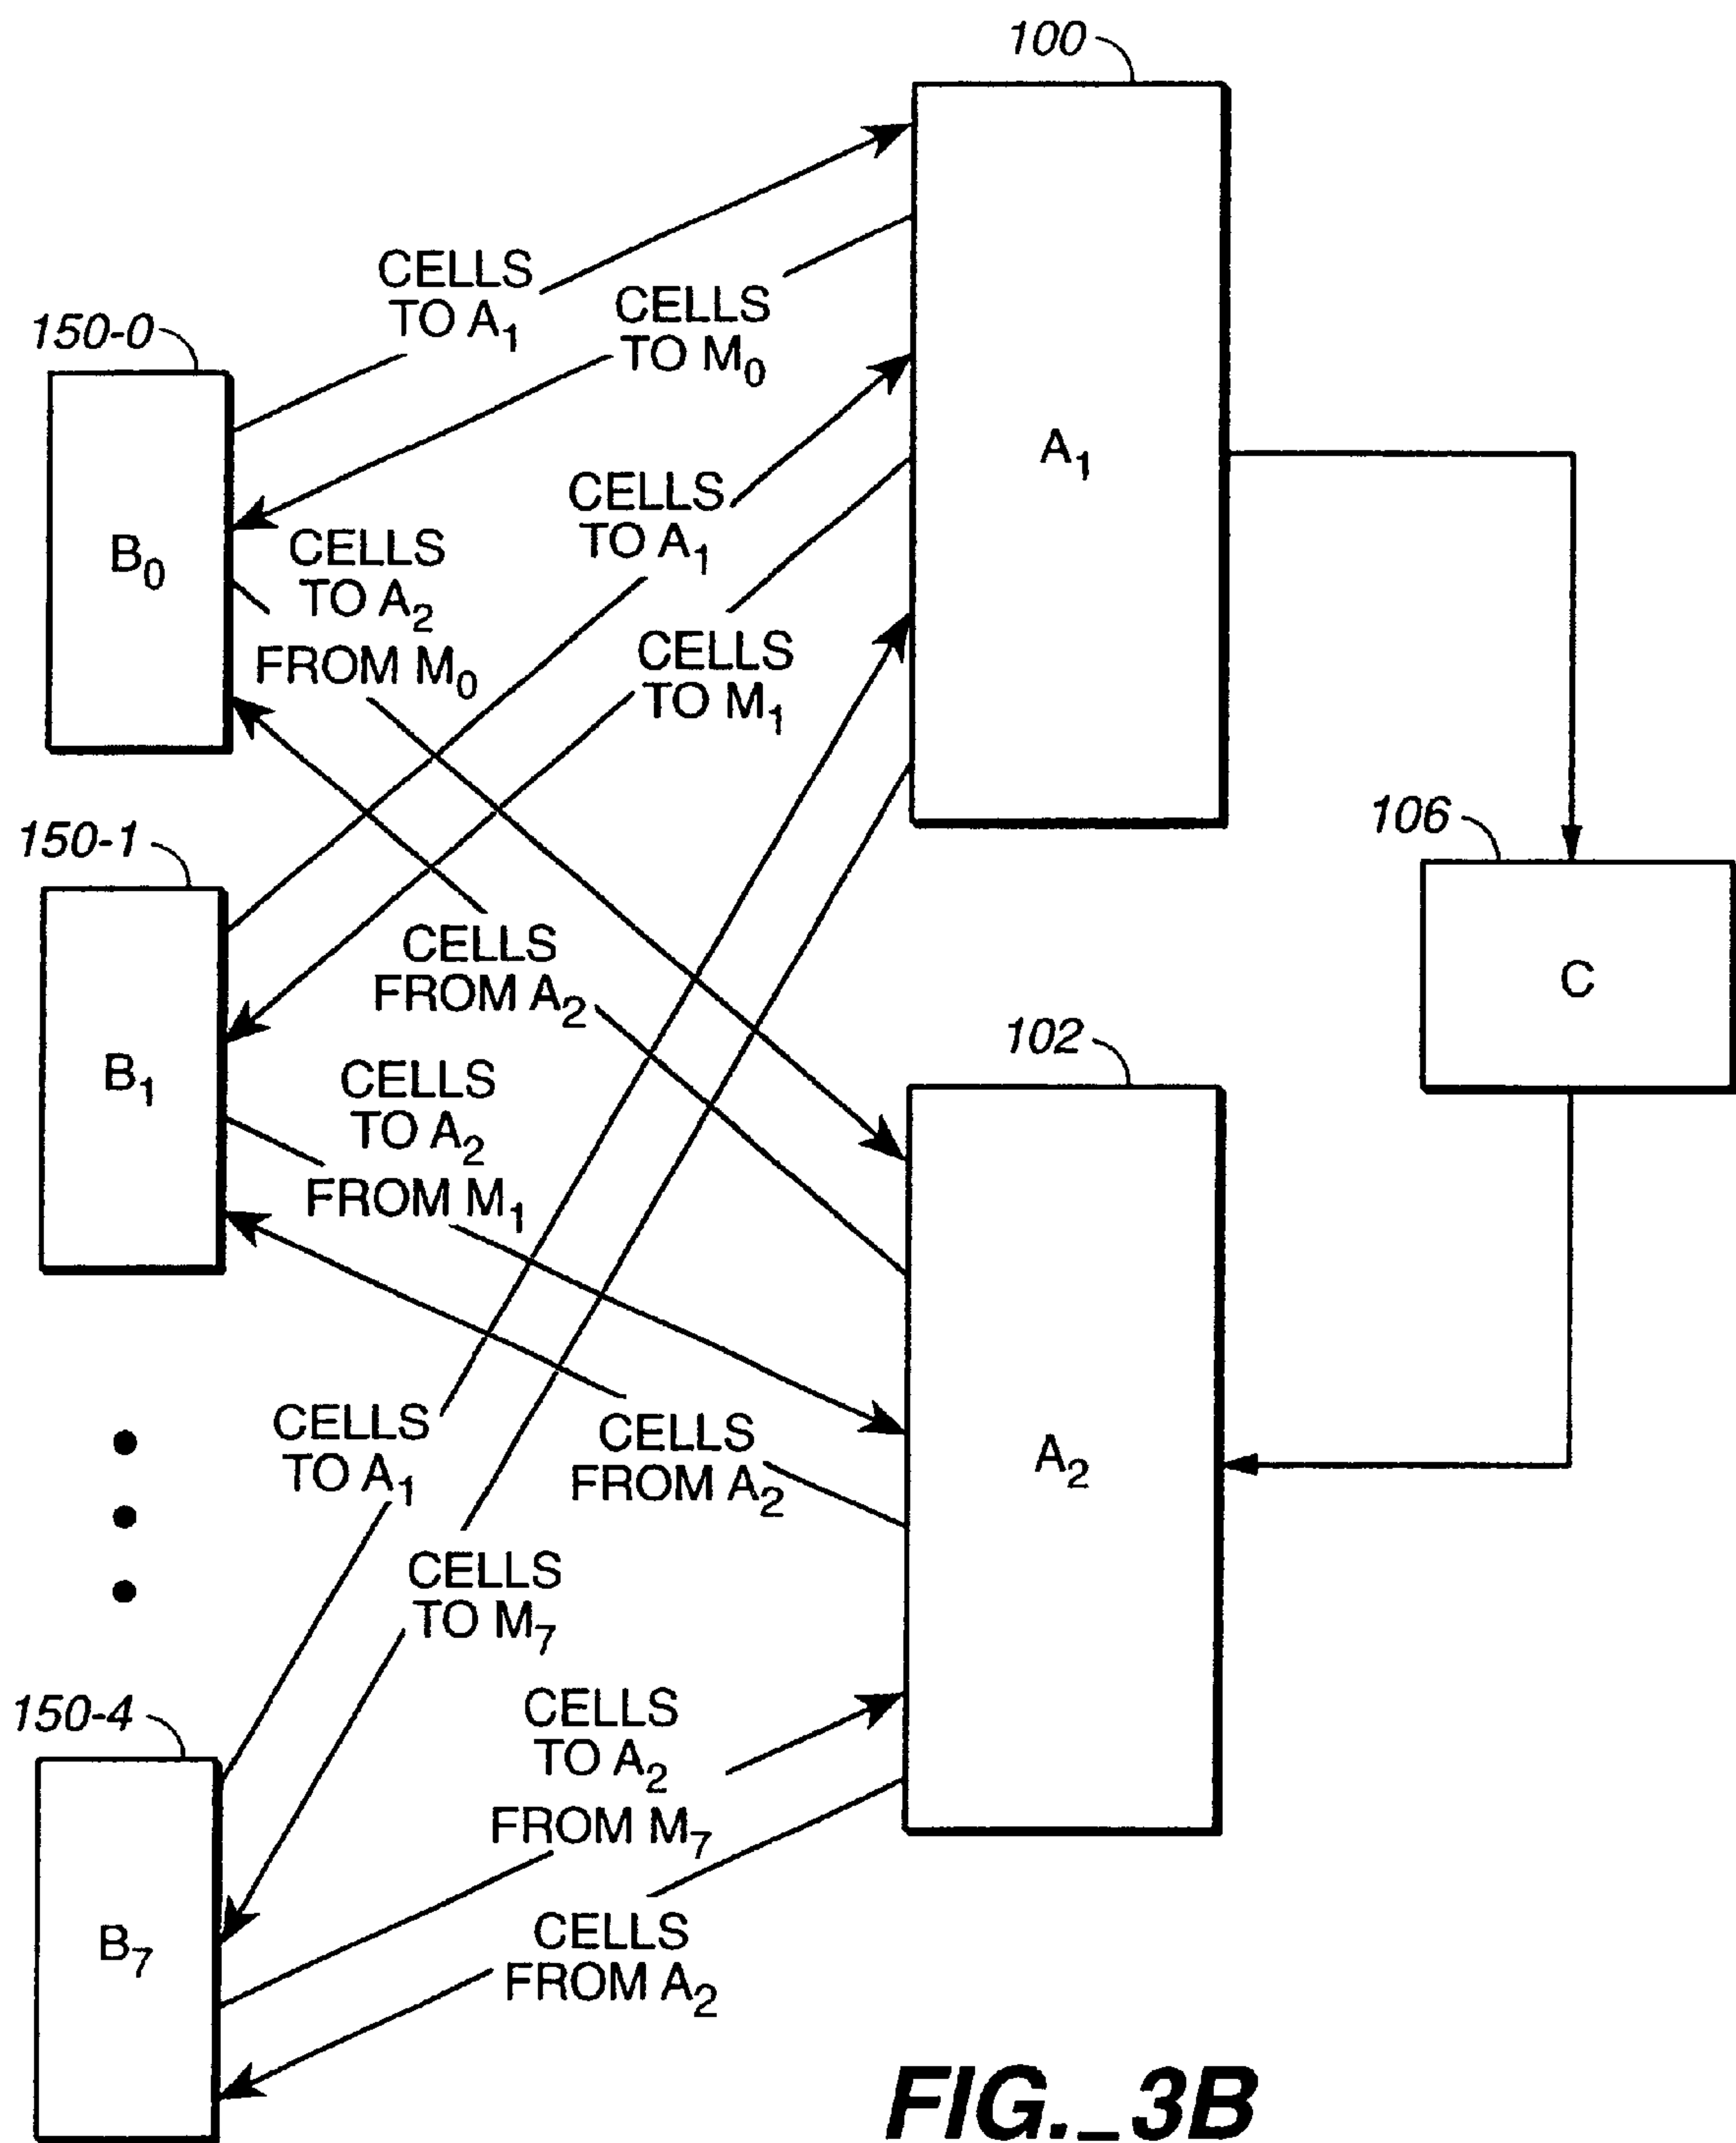 100
CELLS
TO A₁
CELLS
TO M₀
150-0
A₁
CELLS
TO A₁
B₀
CELLS
TO A₂
FROM M₀
CELLS
TO M₁
106
150-1
CELLS
FROM A₂
C
102
B₁
CELLS
TO A₂
FROM M₁
CELLS
TO A₁
CELLS
FROM A₂
A₂
CELLS
TO M₇
150-4
CELLS
TO A₂
FROM M₇
B₇
CELLS
FROM A₂
FIG._3B